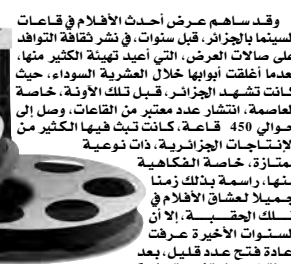 وقد ساهم عرض أحدث الأفلام في قاعات
السينما بالجزائر، قبل سنوات، في نشر ثقافة التوافد
على صالات العرض، التي أعيد تهيئة الكثير منها،
بعدما أغلقت أبوابها خلال العشرية السوداء، حيث
كانت تشهد الجزائر، قبل تلك الآونة، خاصة
العاصمة، انتشار عدد معتبر من القاعات، وصل إلى
حوالي 450 قاعة، كانت تبث فيها الكثير من
الإنتاجات الجزائرية، ذات نوعية
ممتازة، خاصة الفكاهية
منها، راسمة بذلك زمنا
جميلا لعشاق الأفلام في
تلك الحقبة، إلا أن
السنوات الأخيرة عرفت
إعادة فتح عدد قليل، بعد